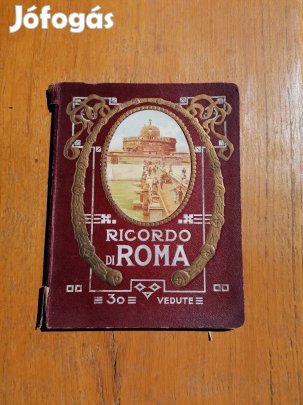 Jófogás
RICORDO
DI ROMA
30 VEDUTE